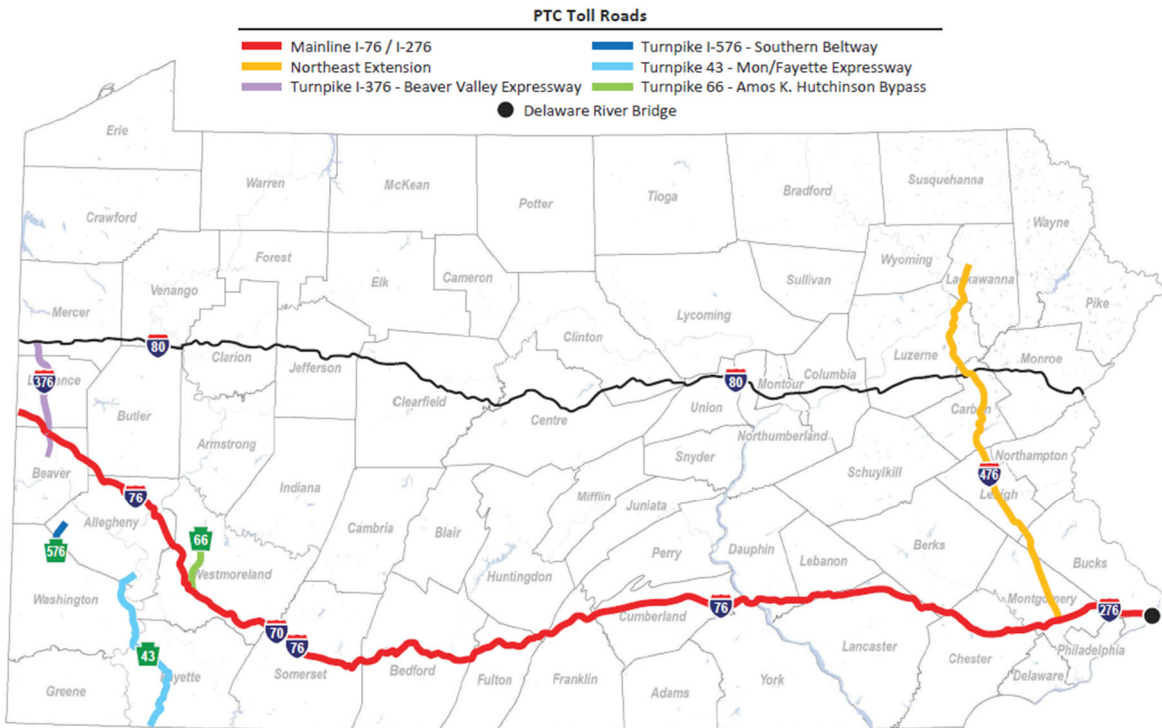 PTC Toll Roads
Mainline I-76 / I-276
Turnpike I-576 - Southern Beltway
Northeast Extension
Turnpike 43 - Mon/Fayette Expressway
Turnpike I-376 - Beaver Valley Expressway
Turnpike 66 - Amos K. Hutchinson Bypass
Delaware River Bridge
Erie
Warren
McKean
Potter
Tioga
Bradford
Susquehanna
Crawford
Wayne
Forest
Elk
Cameron
Wyoming
Lackawanna
Sullivan
Venango
Mercer
Pike
Lycoming
Clinton
80
Clarion
Jefferson
Luzerne
Monroe
Columbia
Montour
80
Lawrence
376
Butler
Clearfield
Centre
Union
Carbon
Northumberland
Armstrong
Snyder
Northampton
Beaver
Schuylkill
476
Lehigh
Indiana
76
Mifflin
Juniata
Allegheny
Cambria
Blair
576
66
Perry
Dauphin
Lebanon
Berks
Bucks
Westmoreland
Huntingdon
Washington
Montgomery
Cumberland
76
276
70
76
43
Lancaster
Philadelphia
Chester
Fayette
Somerset
Bedford
Fulton
Franklin
Delaware
Greene
Adams
York